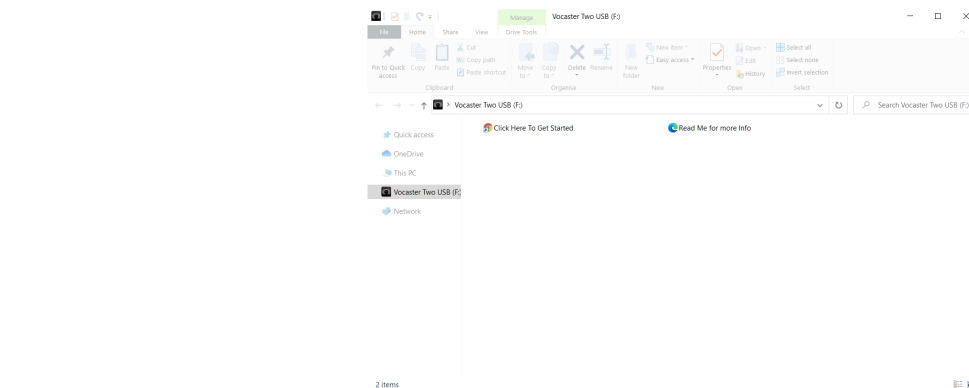 Manage
Vocaster Two USB (F:)
File Home Share View Drive Tools
Pin to Quick access
Copy
Paste
Cut
Copy path
Paste shortcut
Move to
Copy to
Delete
Rename
New folder
New item
Easy access
Properties
Open
Edit
History
Select all
Select none
Invert selection
Clipboard
Organise
New
Open
Select
Vocaster Two USB (F:)
Search Vocaster Two USB (F:)
Quick access
OneDrive
This PC
Vocaster Two USB (F:
Network
Click Here To Get Started
Read Me for more Info
2 items